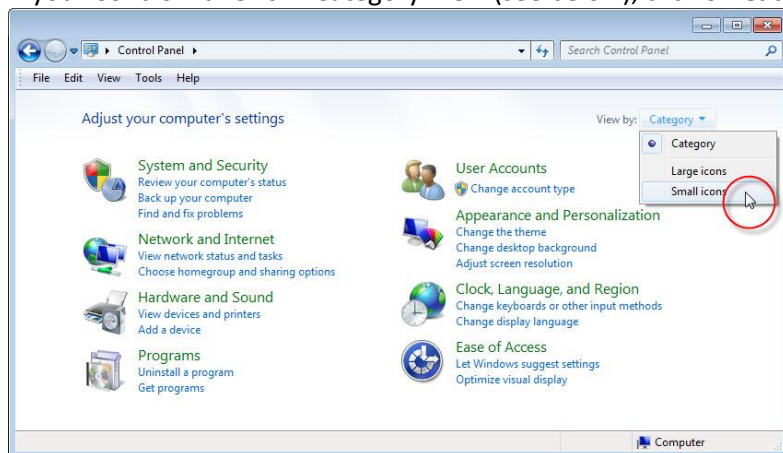 Control Panel
Search Control Panel
File Edit View Tools Help
Adjust your computer's settings
View by: Category
Category
Large icons
Small icons
System and Security
Review your computer's status
Back up your computer
Find and fix problems
Network and Internet
View network status and tasks
Choose homegroup and sharing options
Hardware and Sound
View devices and printers
Add a device
Programs
Uninstall a program
Get programs
User Accounts
Change account type
Appearance and Personalization
Change the theme
Change desktop background
Adjust screen resolution
Clock, Language, and Region
Change keyboards or other input methods
Change display language
Ease of Access
Let Windows suggest settings
Optimize visual display
Computer